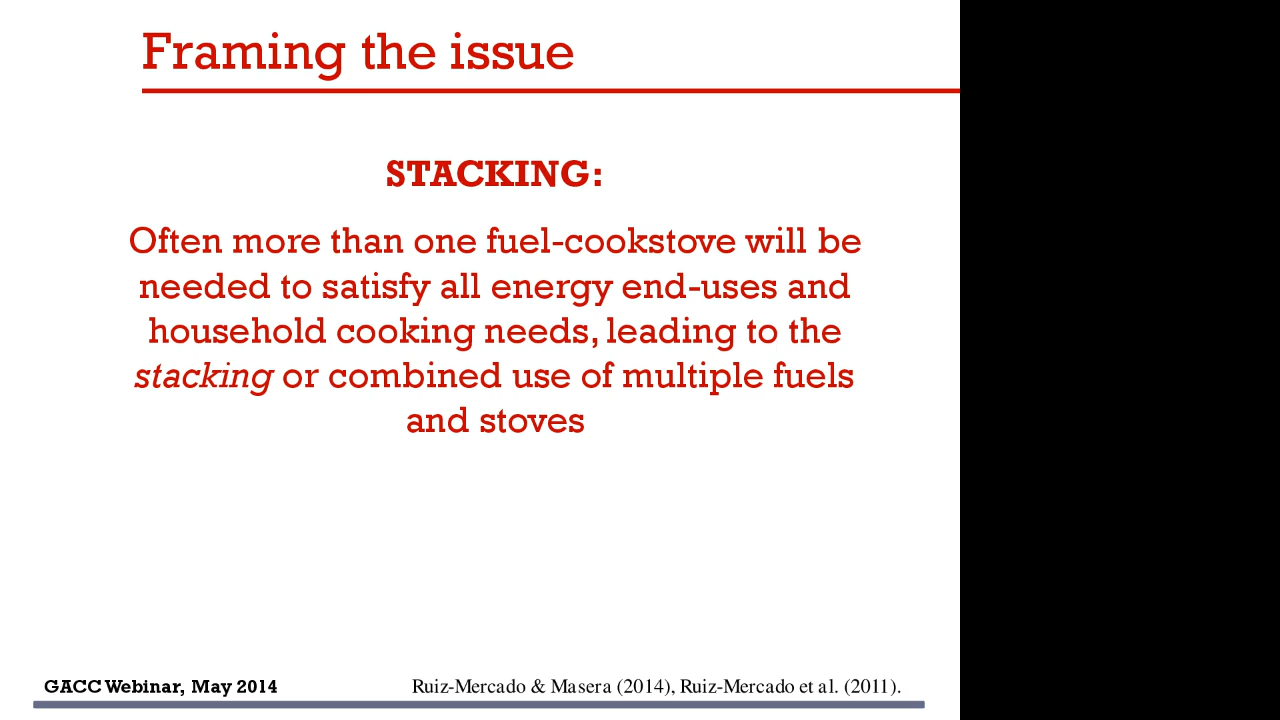 Framing the issue
STACKING:
Often more than one fuel-cookstove will be
needed to satisfy all energy end-uses and
household cooking needs, leading to the
stacking or combined use of multiple fuels
and stoves
GACC Webinar, May 2014
Ruiz-Mercado & Masera (2014), Ruiz-Mercado et al. (2011).